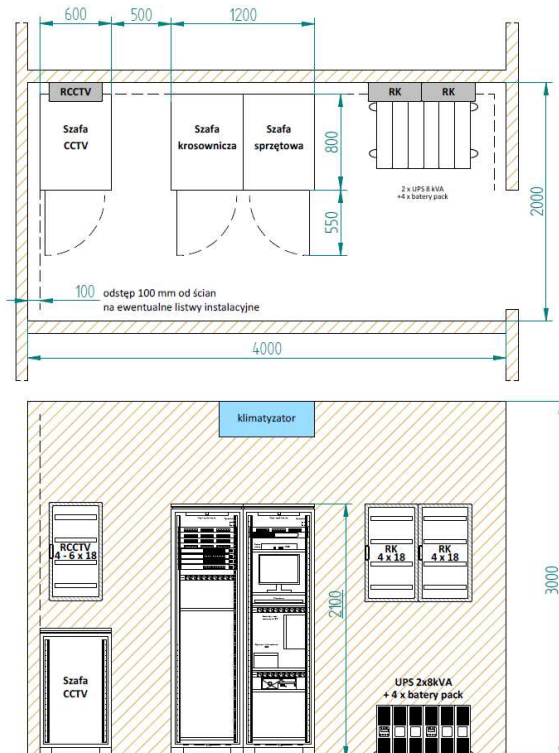 600
500
1200
RCCTV
RK
RK
Szafa
CCTV
Szafa
krosownicza
Szafa
sprzętowa
800
2 x UPS 8 kVA
+4 x batery pack
550
2000
100
odstęp 100 mm od ścian
na ewentualne listwy instalacyjne
4000
klimatyzator
RCCTV
4 - 6 x 18
RK
4 x 18
RK
4 x 18
2100
3000
Szafa
CCTV
UPS 2x8kVA
+ 4 x batery pack